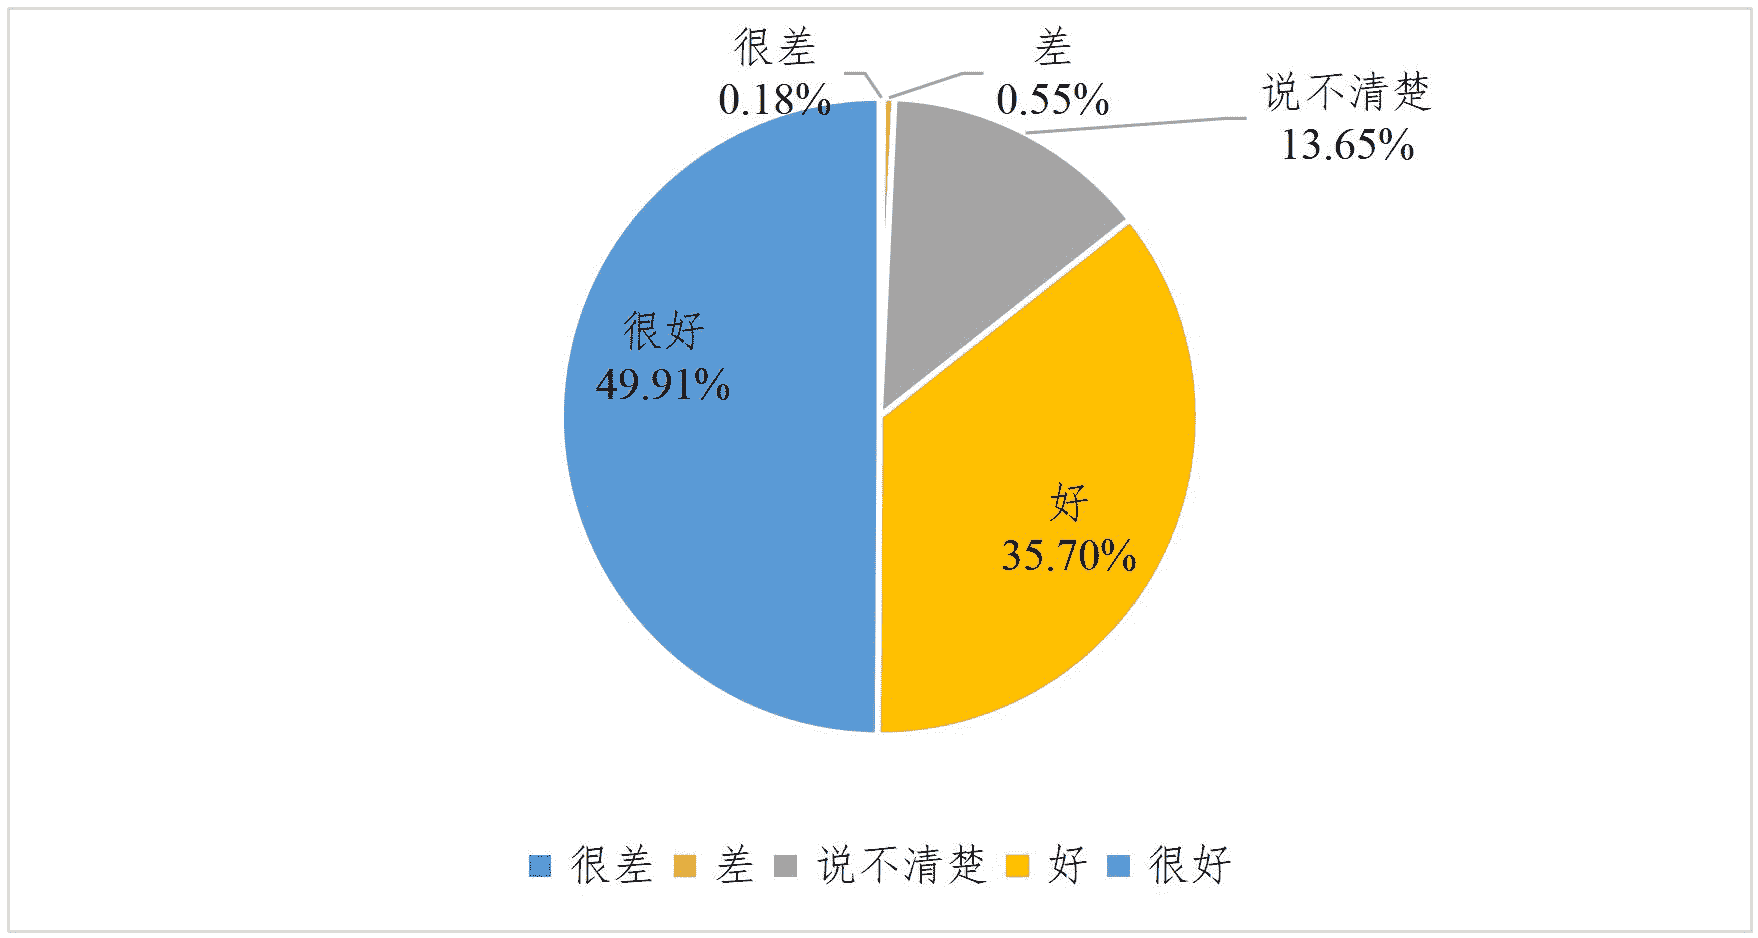 很差
0.18%
差
0.55%
说不清楚
13.65%
很好
49.91%
好
35.70%
很差 差 说不清楚 好 很好